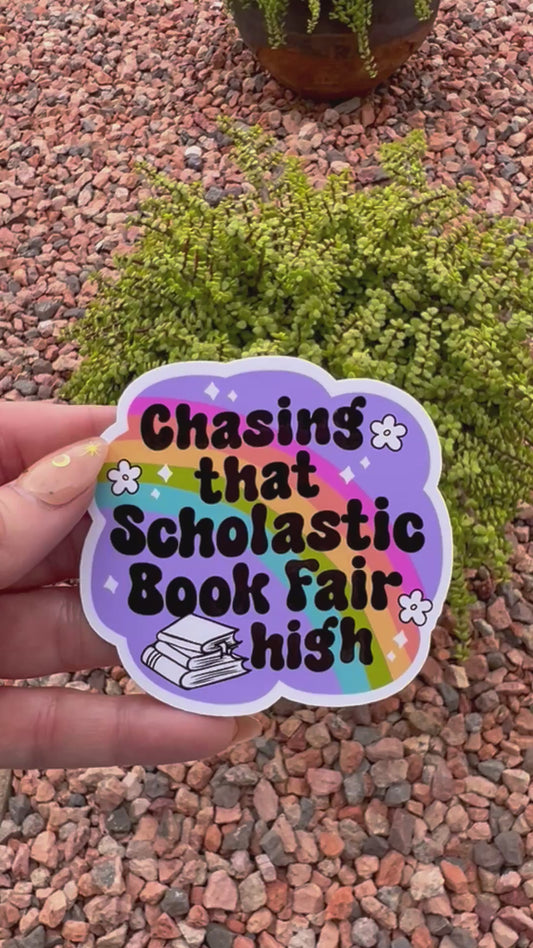 Chasing
that
Scholastic
Book Fair
high